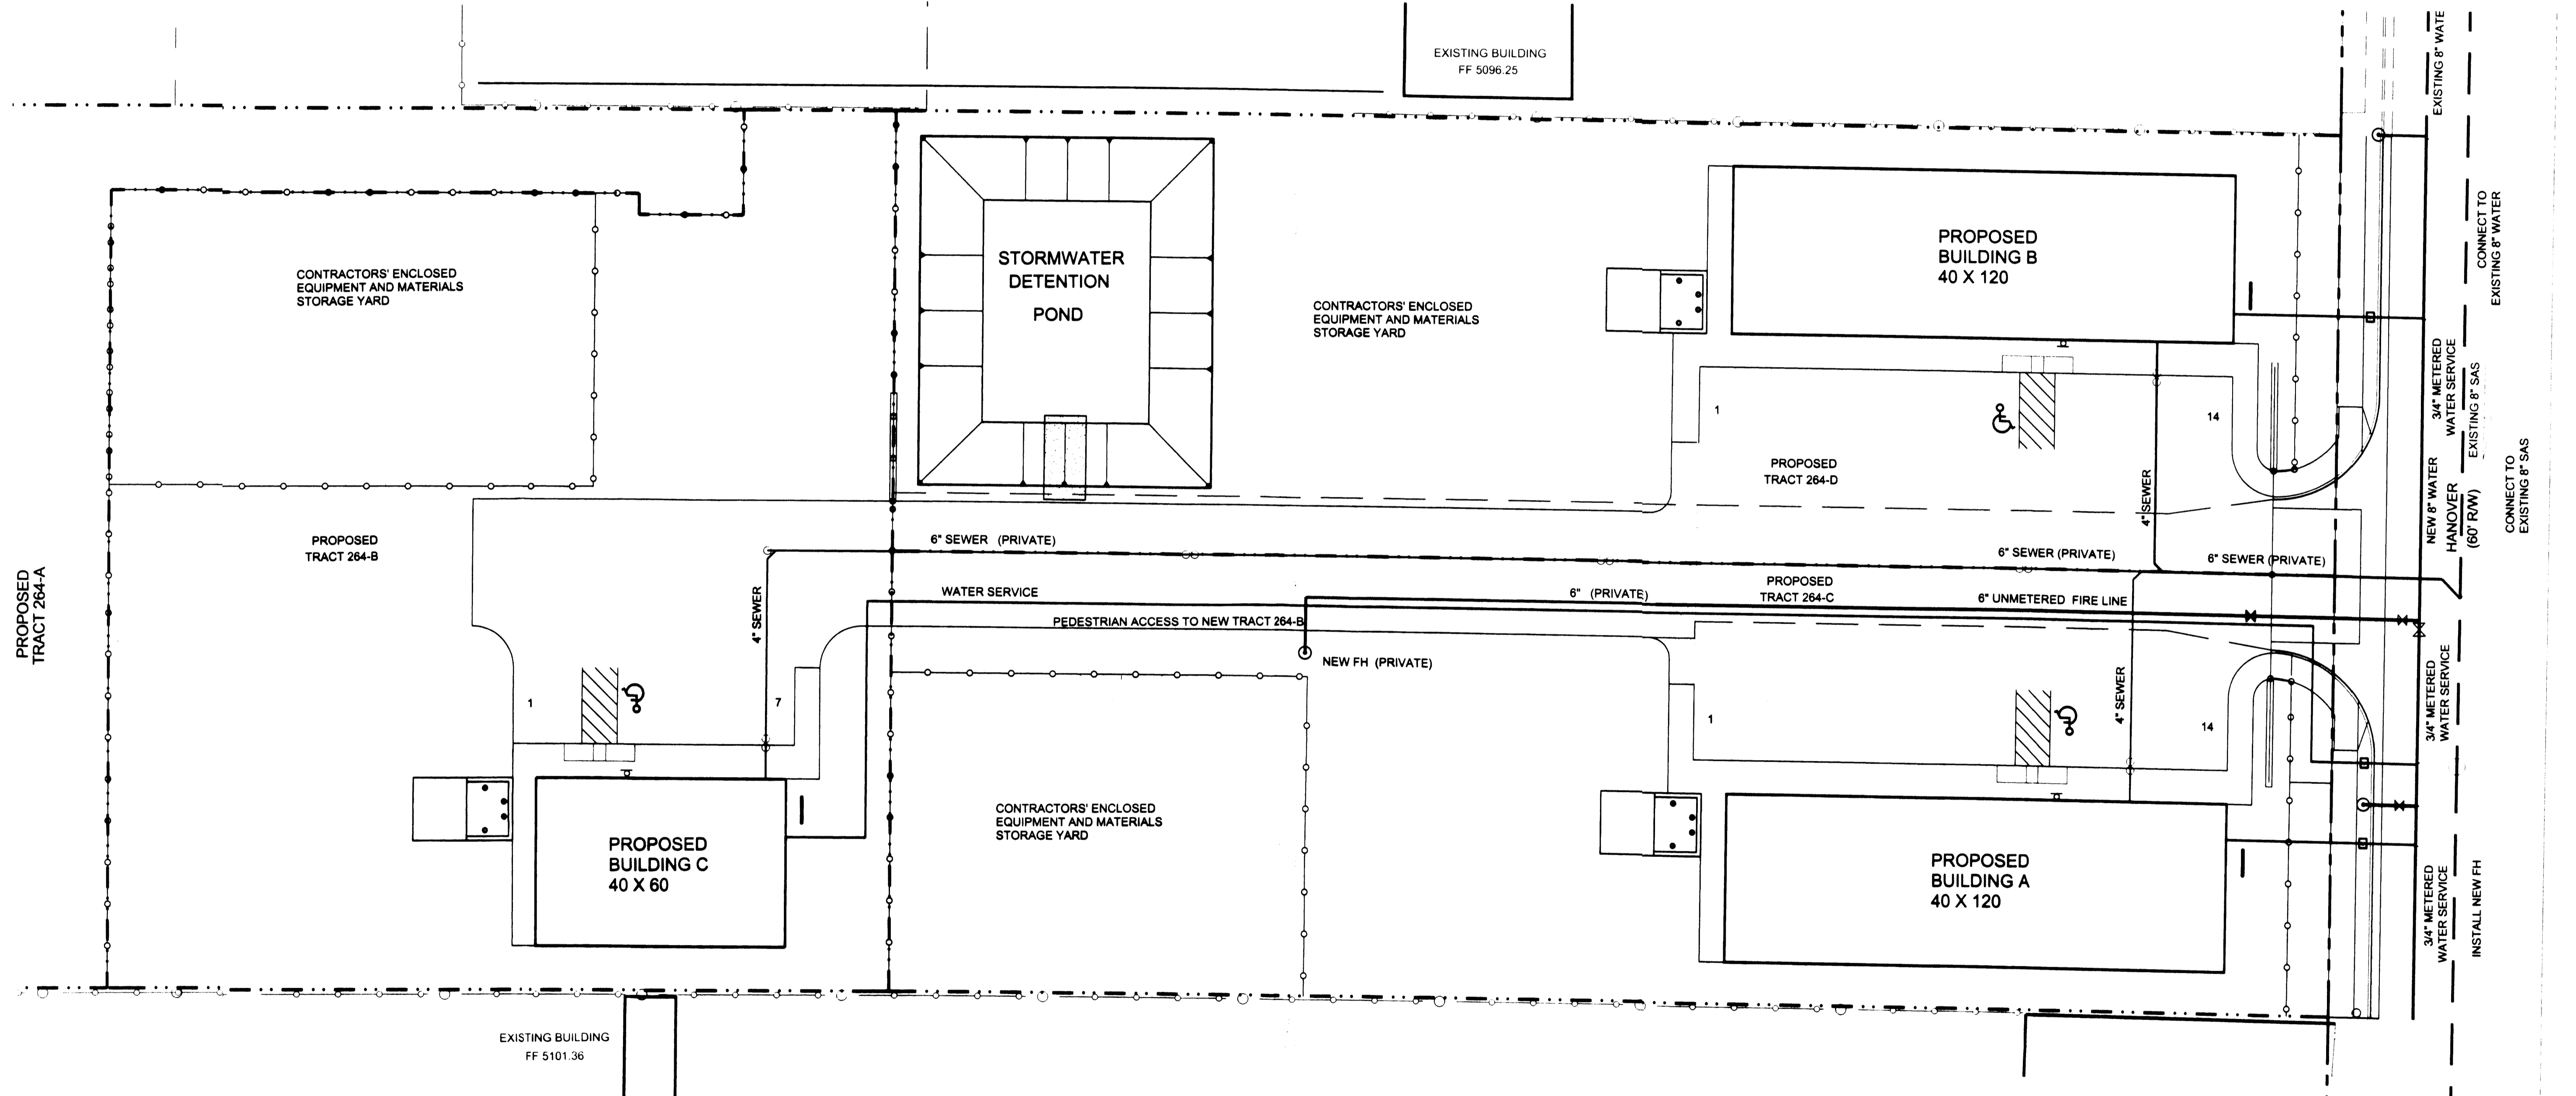 EXISTING BUILDING
FF 5096.25
EXISTING 8" WATE
CONTRACTORS' ENCLOSED
EQUIPMENT AND MATERIALS
STORAGE YARD
STORMWATER
DETENTION
POND
CONTRACTORS' ENCLOSED
EQUIPMENT AND MATERIALS
STORAGE YARD
PROPOSED
BUILDING B
40 X 120
CONNECT TO
EXISTING 8" WATER
3/4" METERED
WATER SERVICE
EXISTING 8" SAS
1
14
PROPOSED
TRACT 264-D
4" SEWER
NEW 8" WATER
HANOVER
(60' R/W)
CONNECT TO
EXISTING 8" SAS
PROPOSED
TRACT 264-A
PROPOSED
TRACT 264-B
6" SEWER (PRIVATE)
6" SEWER (PRIVATE)
6" SEWER (PRIVATE)
WATER SERVICE
6" (PRIVATE)
PROPOSED
TRACT 264-C
6" UNMETERED FIRE LINE
4" SEWER
PEDESTRIAN ACCESS TO NEW TRACT 264-B
NEW FH (PRIVATE)
1
7
1
4" SEWER
14
3/4" METERED
WATER SERVICE
CONTRACTORS' ENCLOSED
EQUIPMENT AND MATERIALS
STORAGE YARD
PROPOSED
BUILDING C
40 X 60
PROPOSED
BUILDING A
40 X 120
3/4" METERED
WATER SERVICE
INSTALL NEW FH
EXISTING BUILDING
FF 5101.36